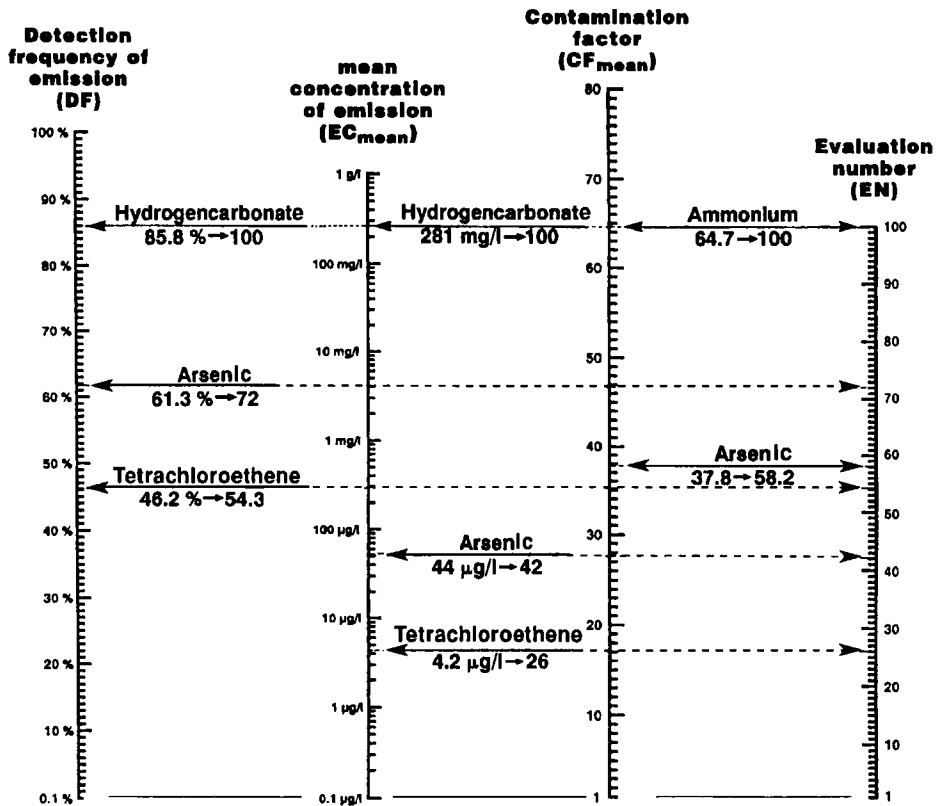 Detection
frequency of
emission
(DF)
mean
concentration
of emission
(ECmean)
Contamination
factor
(CFmean)
Evaluation
number
(EN)
100 %
90 %
80 %
70 %
60 %
50 %
40 %
30 %
20 %
10 %
0.1 %
1 g/l
100 mg/l
10 mg/l
1 mg/l
100 µg/l
10 µg/l
1 µg/l
0.1 µg/l
80
70
60
50
40
30
20
10
1
100
90
80
70
60
50
40
30
20
10
1
Hydrogencarbonate
85.8 %→100
Hydrogencarbonate
281 mg/l→100
Ammonium
64.7→100
Arsenic
61.3 %→72
Arsenic
37.8→58.2
Tetrachloroethene
46.2 %→54.3
Arsenic
44 µg/l→42
Tetrachloroethene
4.2 µg/l→26